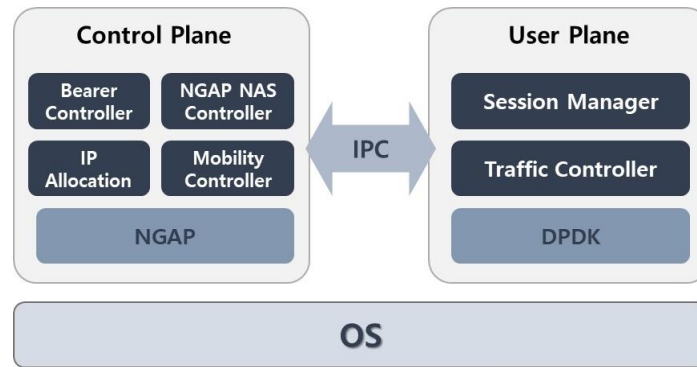 Control Plane
Bearer
Controller
NGAP NAS
Controller
IP
Allocation
Mobility
Controller
NGAP
IPC
User Plane
Session Manager
Traffic Controller
DPDK
OS